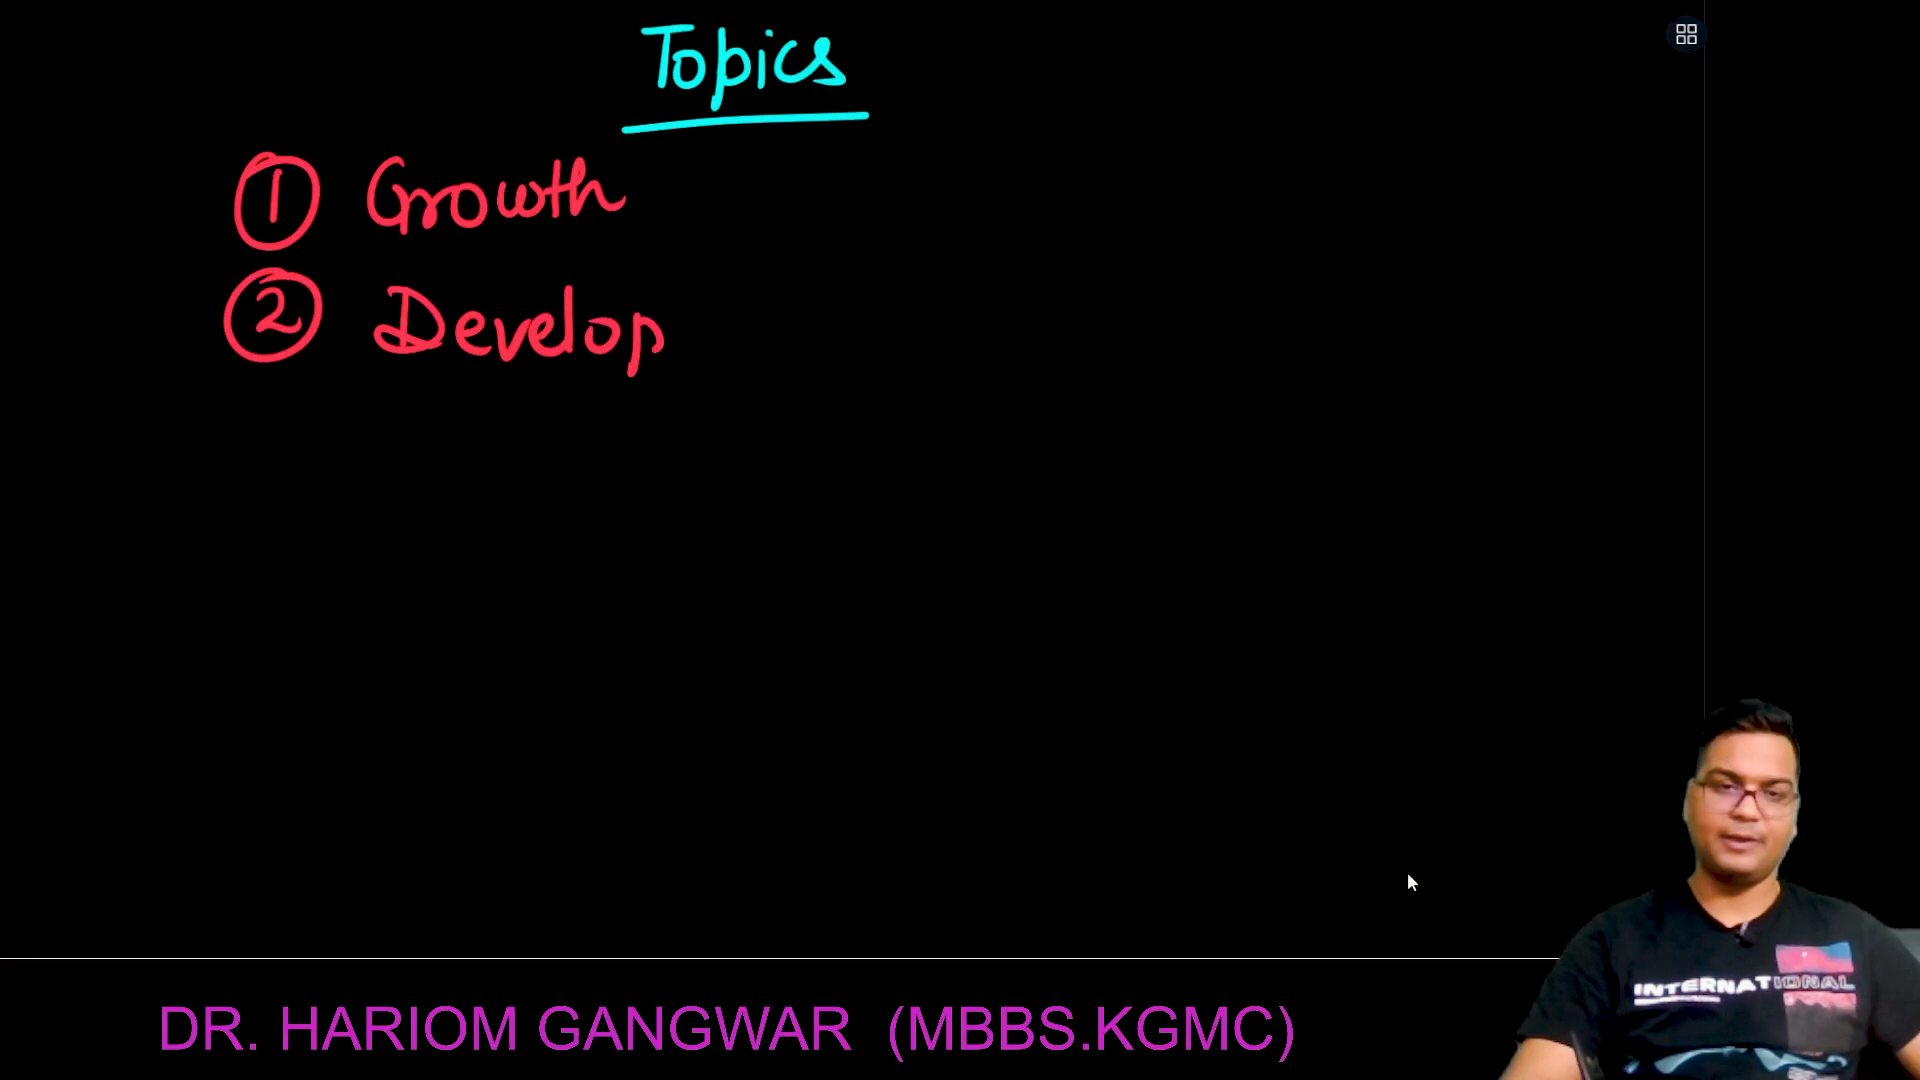 Topics
① Growth
② Develop
DR. HARIOM GANGWAR (MBBS.KGMC)
INTERNATIONAL